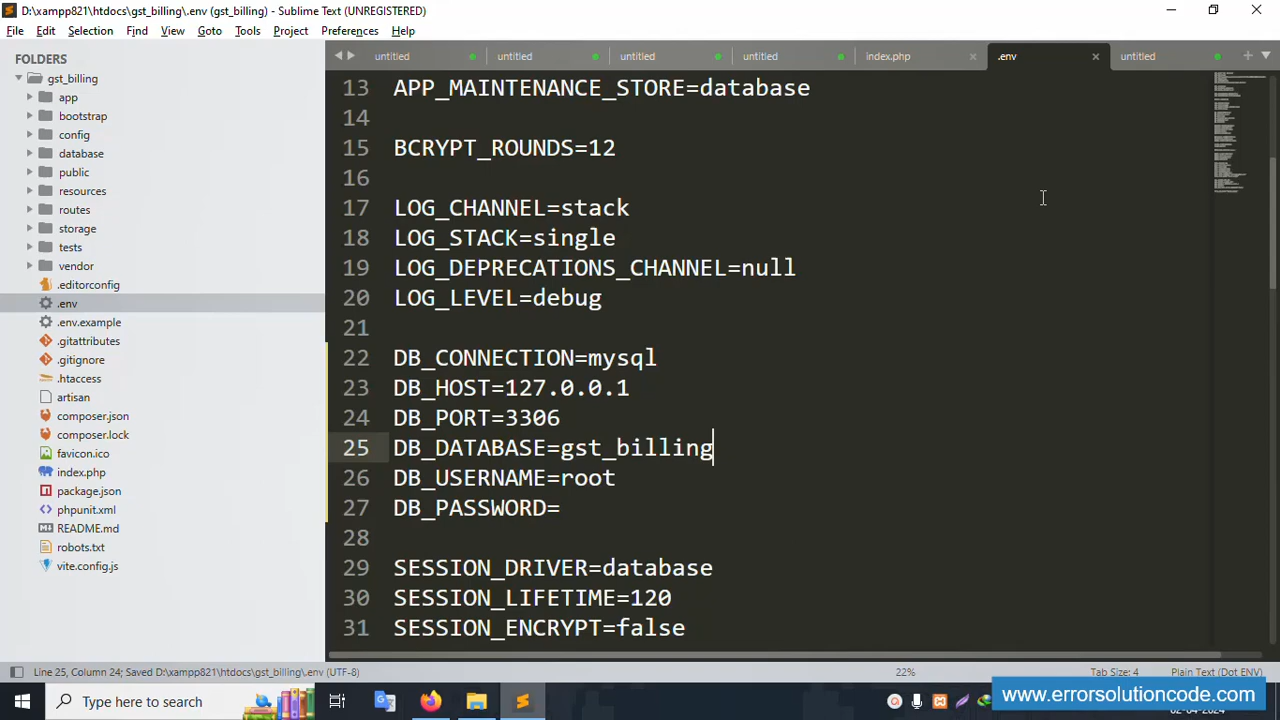 D:\xampp821\htdocs\gst_billing\.env (gst_billing) - Sublime Text (UNREGISTERED)
File Edit Selection Find View Goto Tools Project Preferences Help
FOLDERS
gst_billing
app
bootstrap
config
database
public
resources
routes
storage
tests
vendor
.editorconfig
.env
.env.example
.gitattributes
.gitignore
.htaccess
artisan
composer.json
composer.lock
favicon.ico
index.php
package.json
phpunit.xml
README.md
robots.txt
vite.config.js
untitled untitled untitled untitled index.php .env untitled
13 APP_MAINTENANCE_STORE=database
14
15 BCRYPT_ROUNDS=12
16
17 LOG_CHANNEL=stack
18 LOG_STACK=single
19 LOG_DEPRECATIONS_CHANNEL=null
20 LOG_LEVEL=debug
21
22 DB_CONNECTION=mysql
23 DB_HOST=127.0.0.1
24 DB_PORT=3306
25 DB_DATABASE=gst_billing
26 DB_USERNAME=root
27 DB_PASSWORD=
28
29 SESSION_DRIVER=database
30 SESSION_LIFETIME=120
31 SESSION_ENCRYPT=false
Line 25, Column 24; Saved D:\xampp821\htdocs\gst_billing\.env (UTF-8) 22% Tab Size: 4 Plain Text (Dot ENV)
Type here to search
www.errorsolutioncode.com